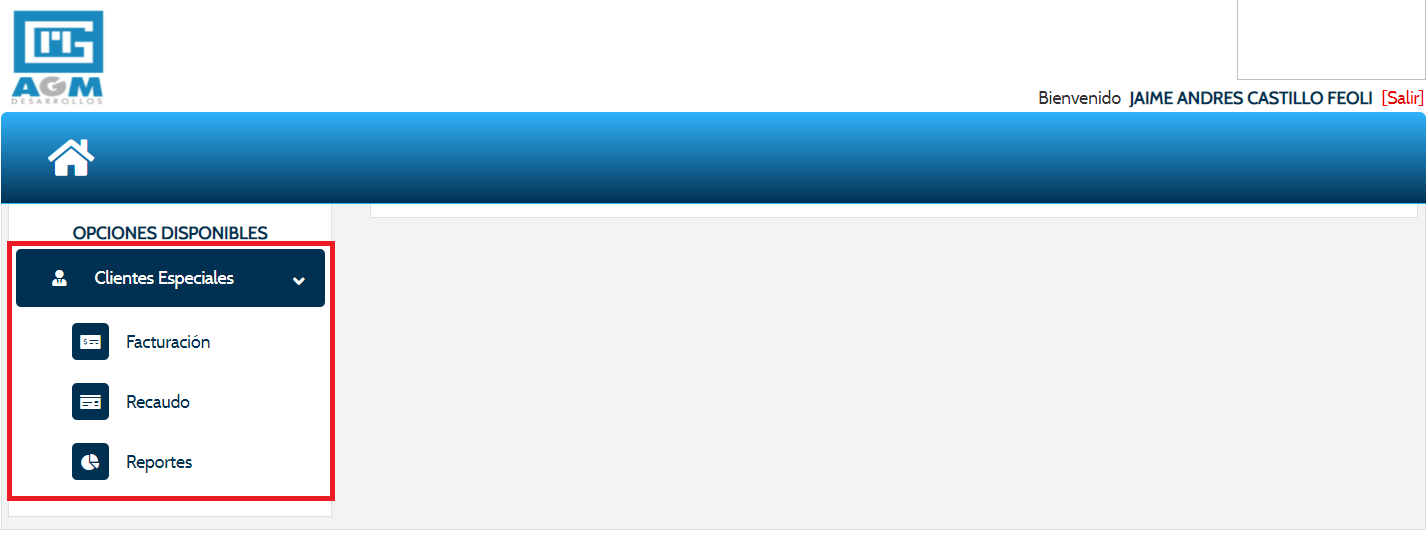 AGM
DESARROLLOS
Bienvenido JAIME ANDRES CASTILLO FEOLI [Salir]
OPCIONES DISPONIBLES
Clientes Especiales
Facturación
Recaudo
Reportes